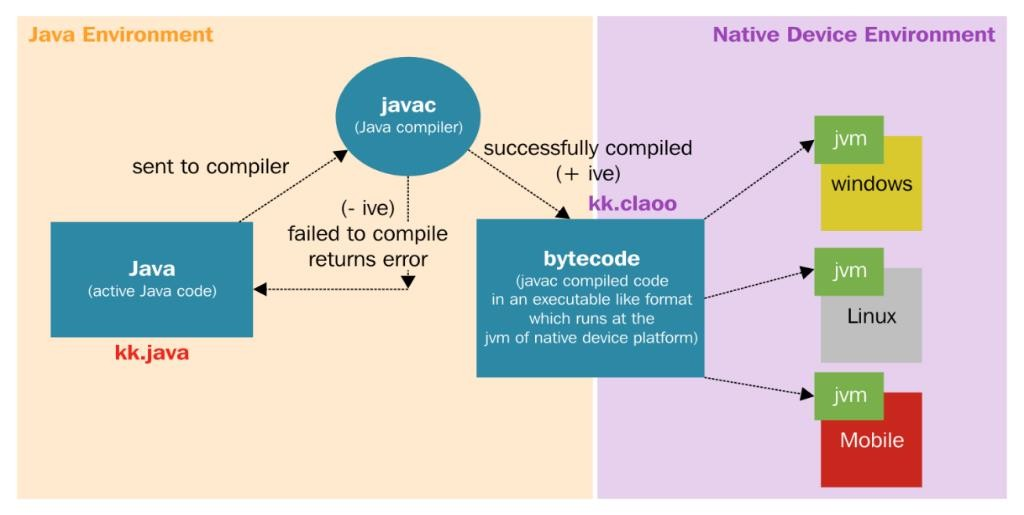 Java Environment
Native Device Environment
javac
(Java compiler)
sent to compiler
successfully compiled
(+ ive)
kk.claoo
(- ive)
failed to compile
returns error
Java
(active Java code)
kk.java
bytecode
(javac compiled code
in an executable like format
which runs at the
jvm of native device platform)
jvm
windows
jvm
Linux
jvm
Mobile